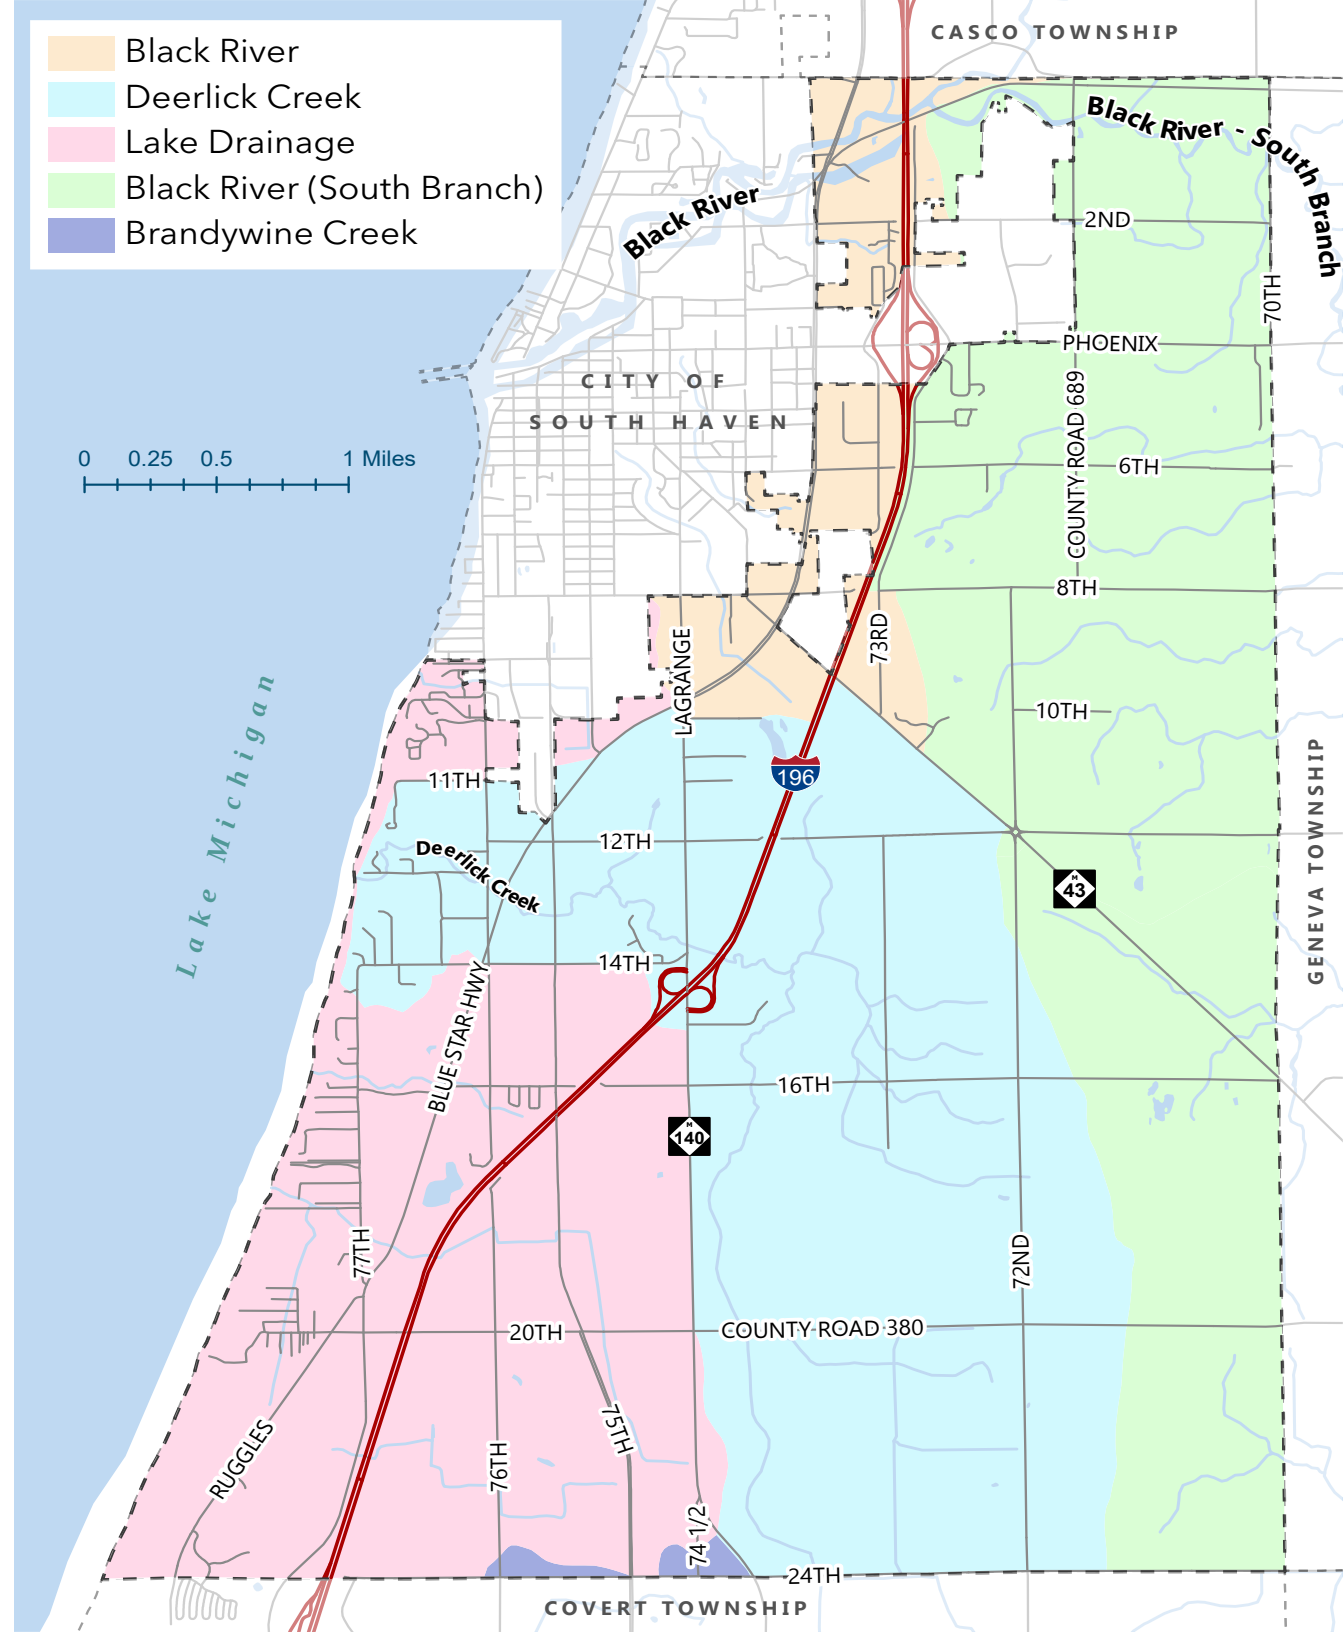 Black River
Deerlick Creek
Lake Drainage
Black River (South Branch)
Brandywine Creek
CASCO TOWNSHIP
Black River - South Branch
Black River
2ND
70TH
PHOENIX
CITY OF
SOUTH HAVEN
COUNTY ROAD 689
0 0.25 0.5 1 Miles
6TH
8TH
73RD
LAGRANGE
10TH
Lake Michigan
11TH
196
GENEVA TOWNSHIP
12TH
Deerlick Creek
M
43
14TH
BLUE STAR HWY
16TH
M
140
77TH
72ND
20TH
COUNTY ROAD 380
RUGGLES
75TH
76TH
74 1/2
24TH
COVERT TOWNSHIP